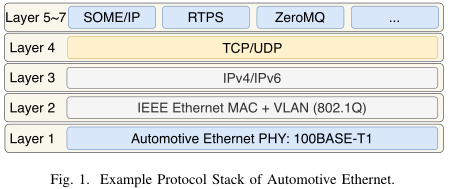 Layer 5~7 SOME/IP RTPS ZeroMQ ...
Layer 4 TCP/UDP
Layer 3 IPv4/IPv6
Layer 2 IEEE Ethernet MAC + VLAN (802.1Q)
Layer 1 Automotive Ethernet PHY: 100BASE-T1
Fig. 1. Example Protocol Stack of Automotive Ethernet.